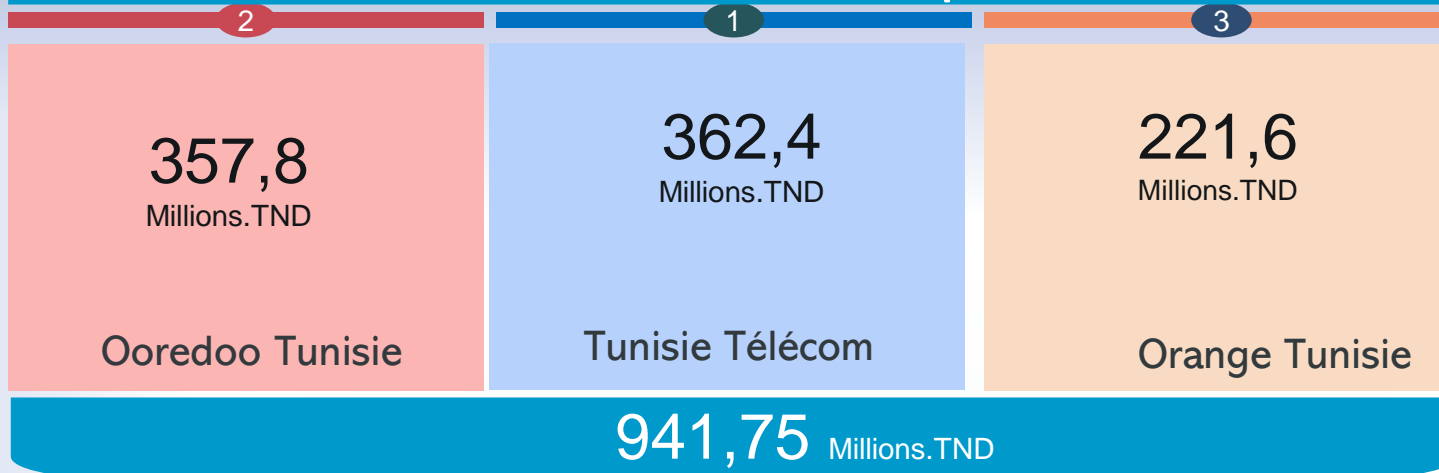 2
1
3
357,8
Millions.TND
362,4
Millions.TND
221,6
Millions.TND
Ooredoo Tunisie
Tunisie Télécom
Orange Tunisie
941,75 Millions.TND